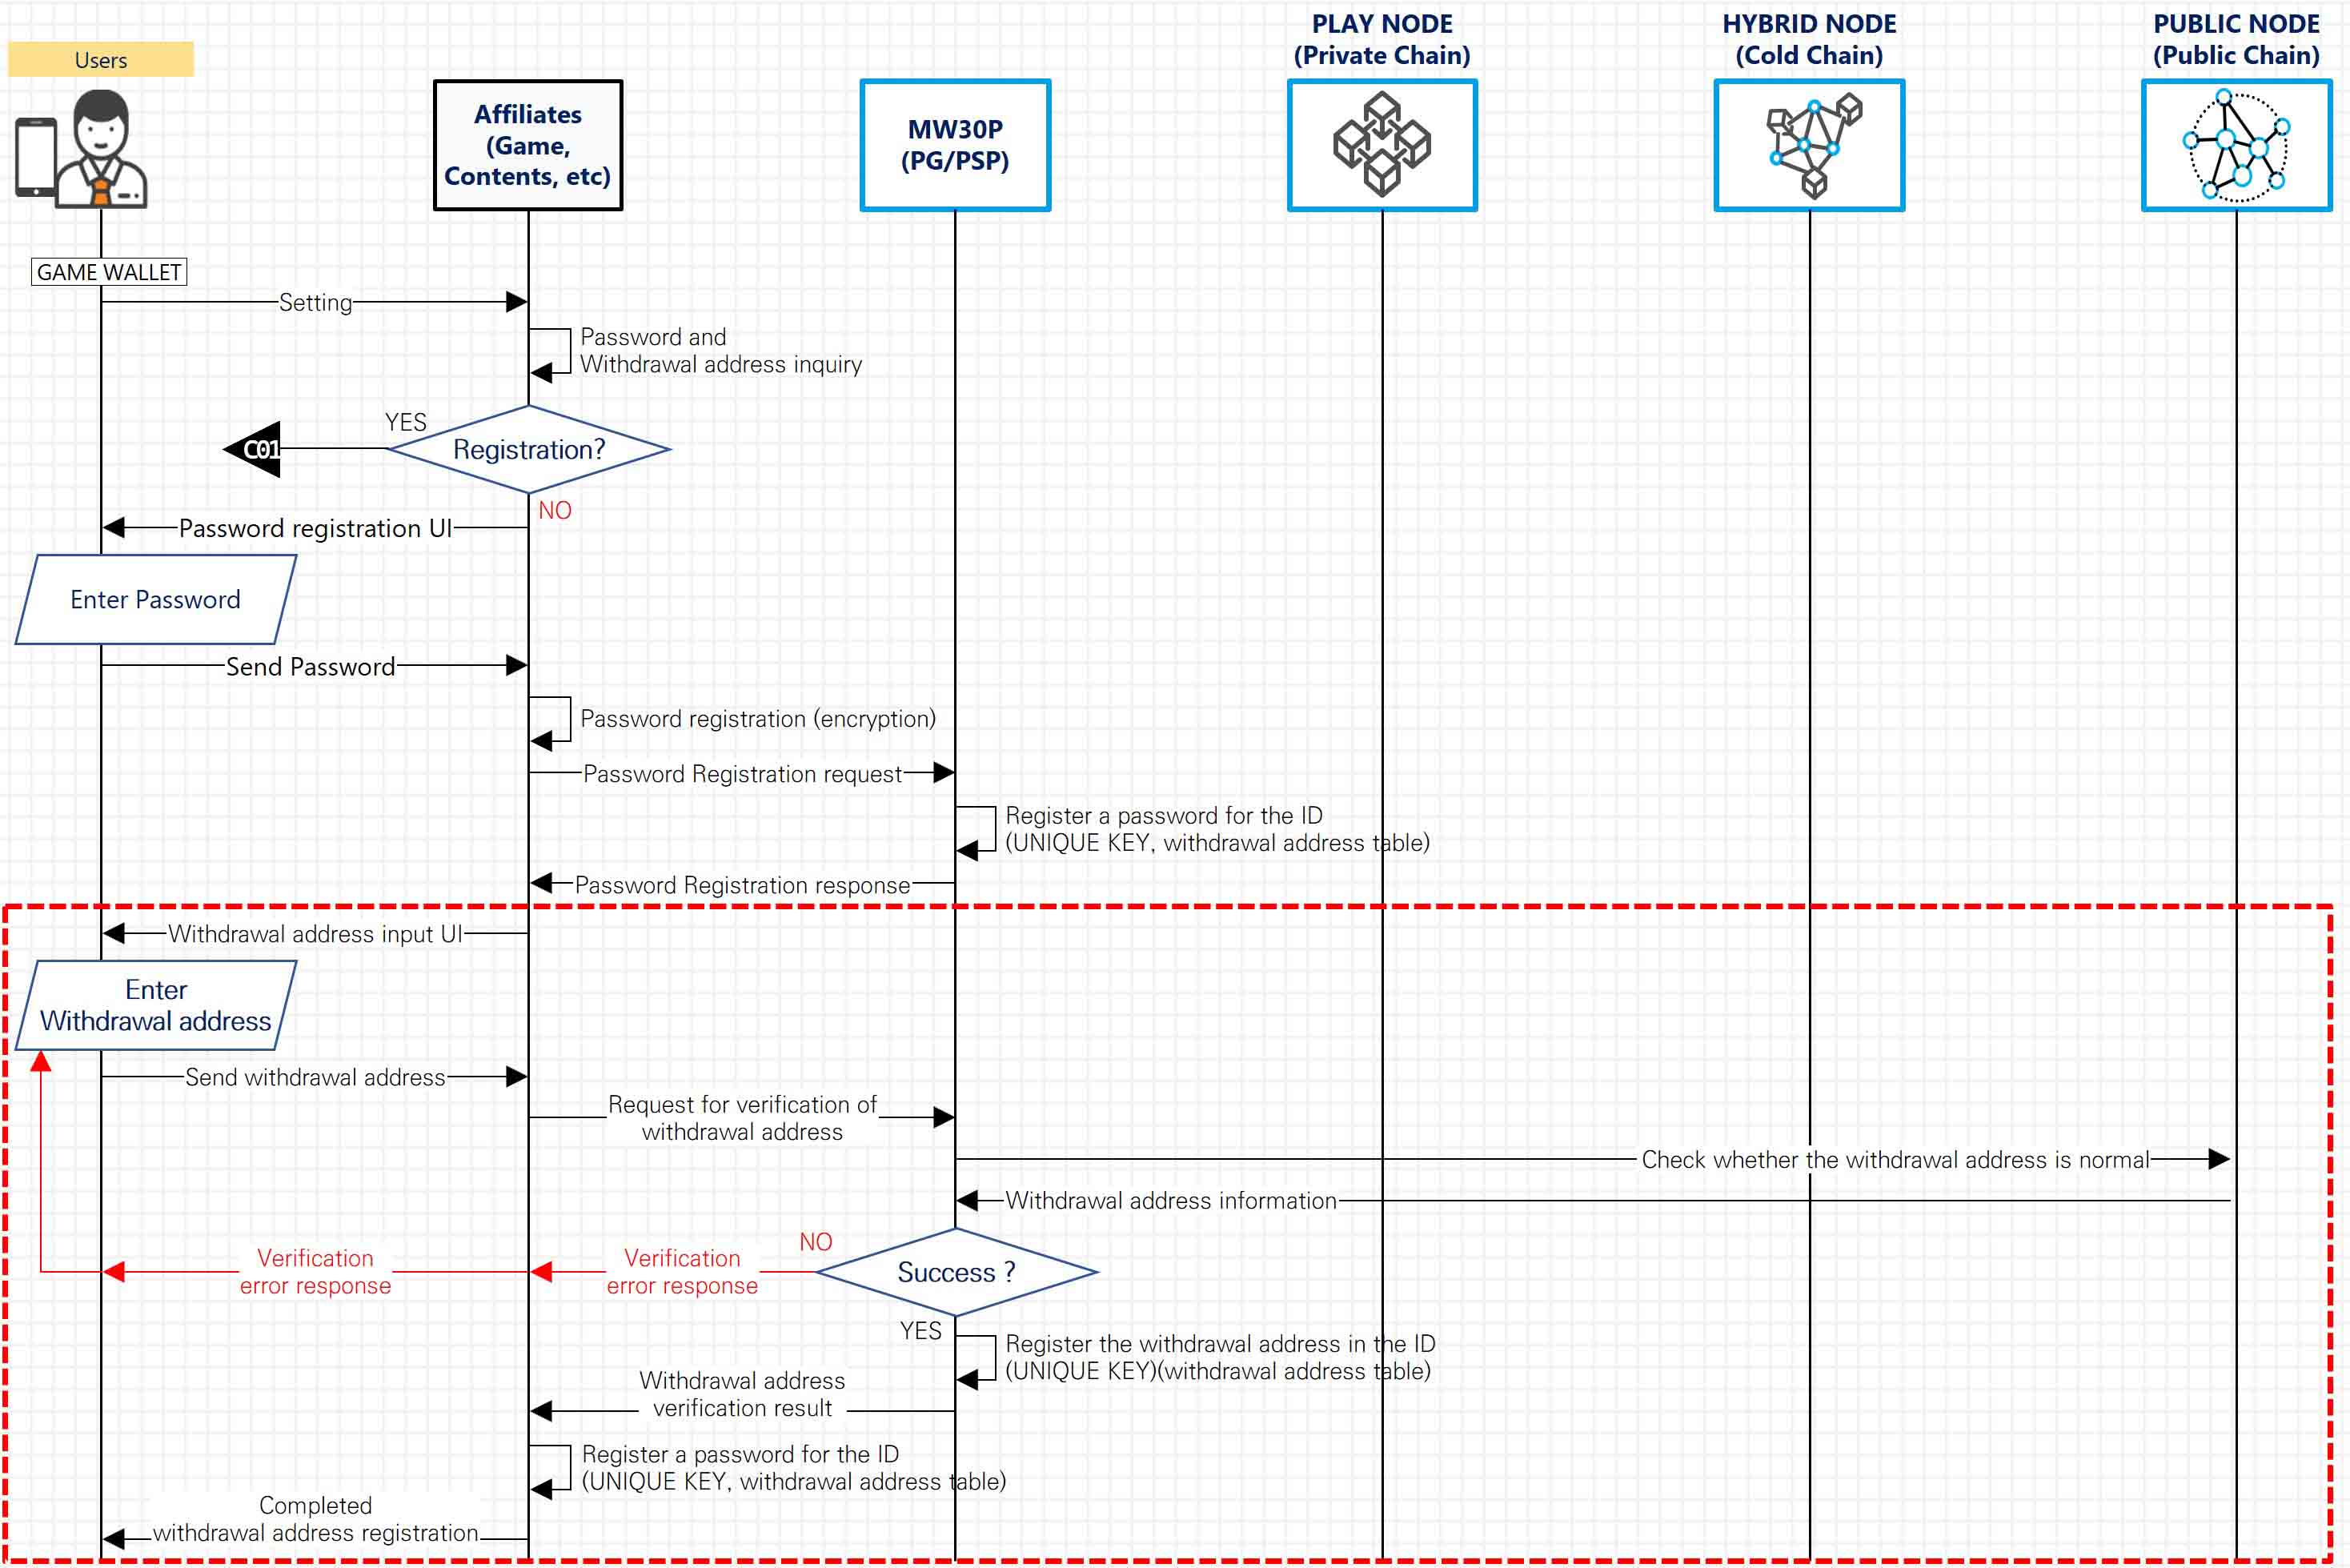 PLAY NODE
(Private Chain)
HYBRID NODE
(Cold Chain)
PUBLIC NODE
(Public Chain)
Users
Affiliates
(Game,
Contents, etc)
MW30P
(PG/PSP)
GAME WALLET
Setting
Password and
Withdrawal address inquiry
YES
C01
Registration?
NO
Password registration UI
Enter Password
Send Password
Password registration (encryption)
Password Registration request
Register a password for the ID
(UNIQUE KEY, withdrawal address table)
Password Registration response
Withdrawal address input UI
Enter
Withdrawal address
Send withdrawal address
Request for verification of
withdrawal address
Check whether the withdrawal address is normal
Withdrawal address information
NO
Verification
error response
Verification
error response
Success ?
YES
Register the withdrawal address in the ID
(UNIQUE KEY)(withdrawal address table)
Withdrawal address
verification result
Register a password for the ID
(UNIQUE KEY, withdrawal address table)
Completed
withdrawal address registration